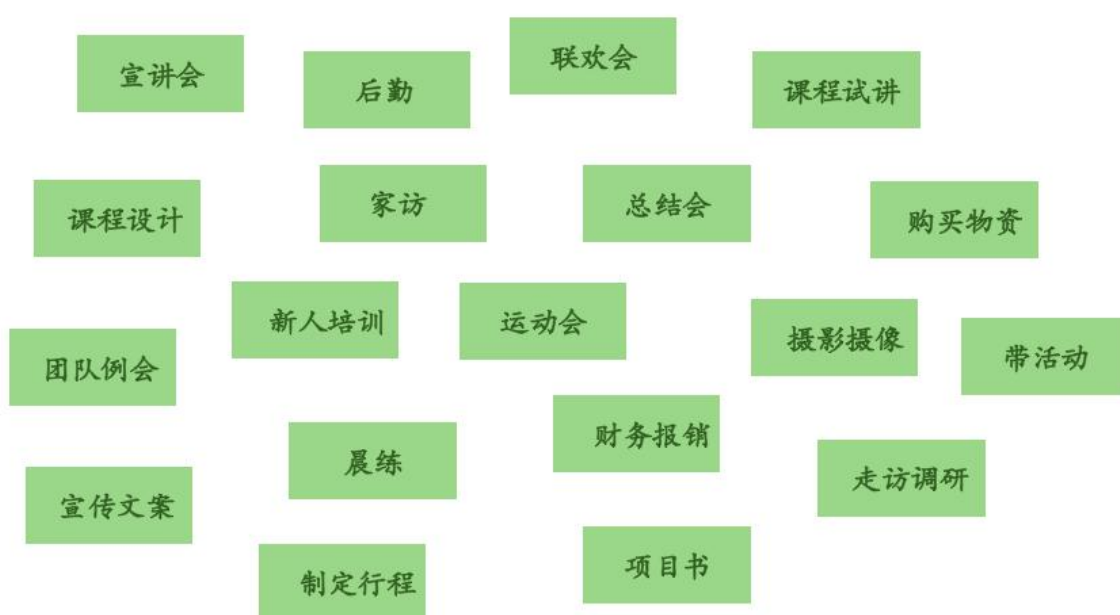 宣讲会
后勤
联欢会
课程试讲
课程设计
家访
总结会
购买物资
新人培训
运动会
摄影摄像
带活动
团队例会
晨练
财务报销
走访调研
宣传文案
制定行程
项目书